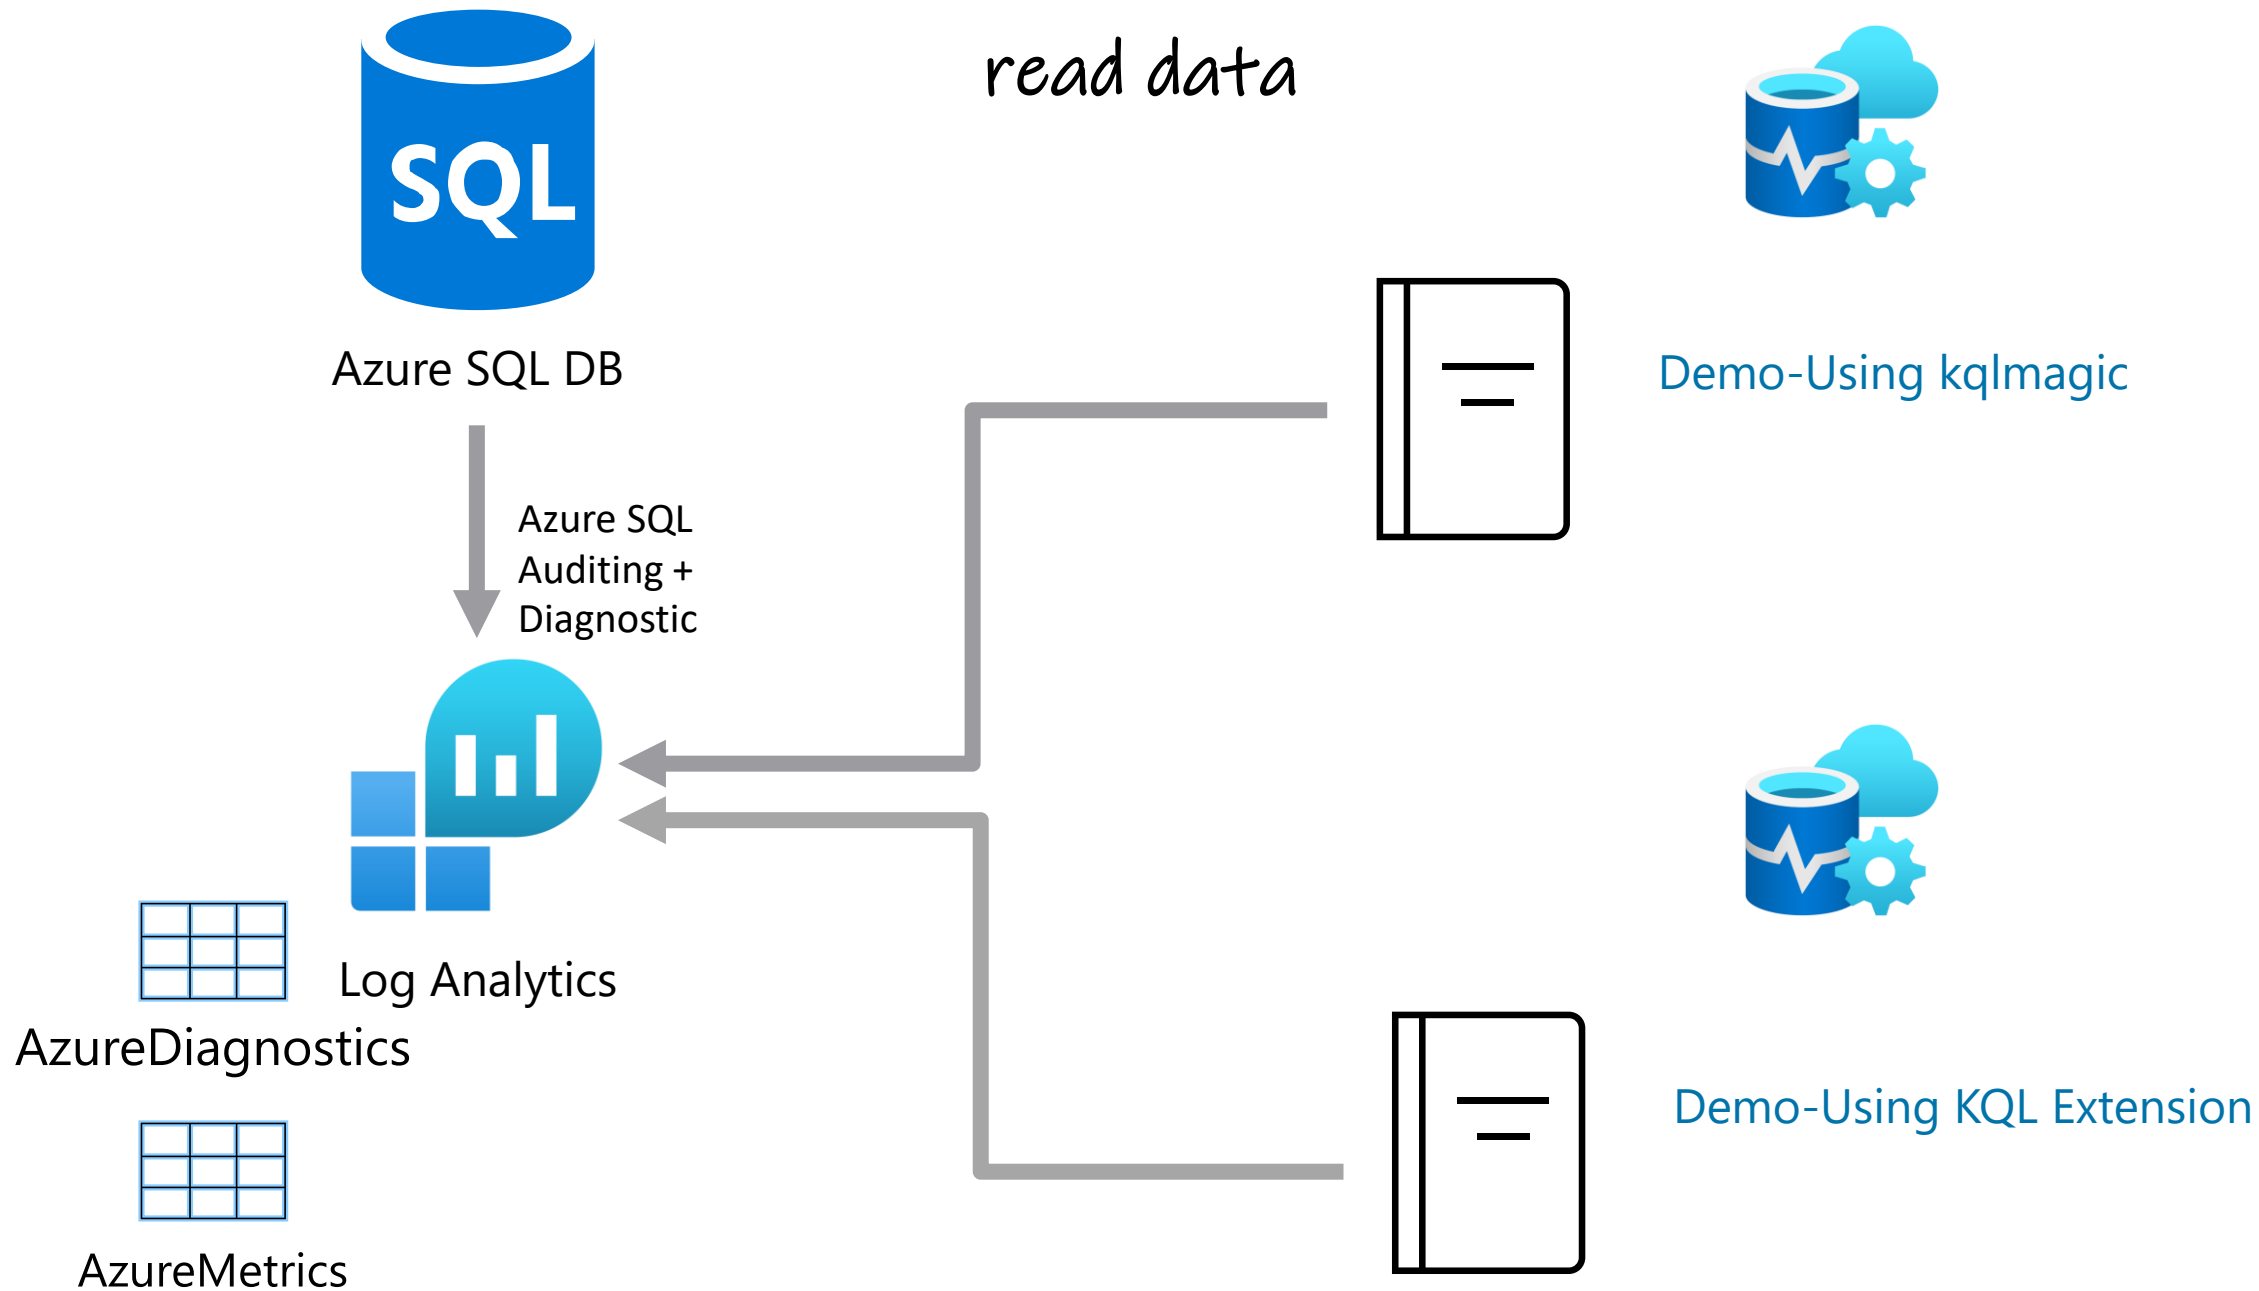 read data
SQL
Azure SQL DB
Demo-Using kqlmagic
Azure SQL
Auditing +
Diagnostic
Log Analytics
AzureDiagnostics
Demo-Using KQL Extension
AzureMetrics